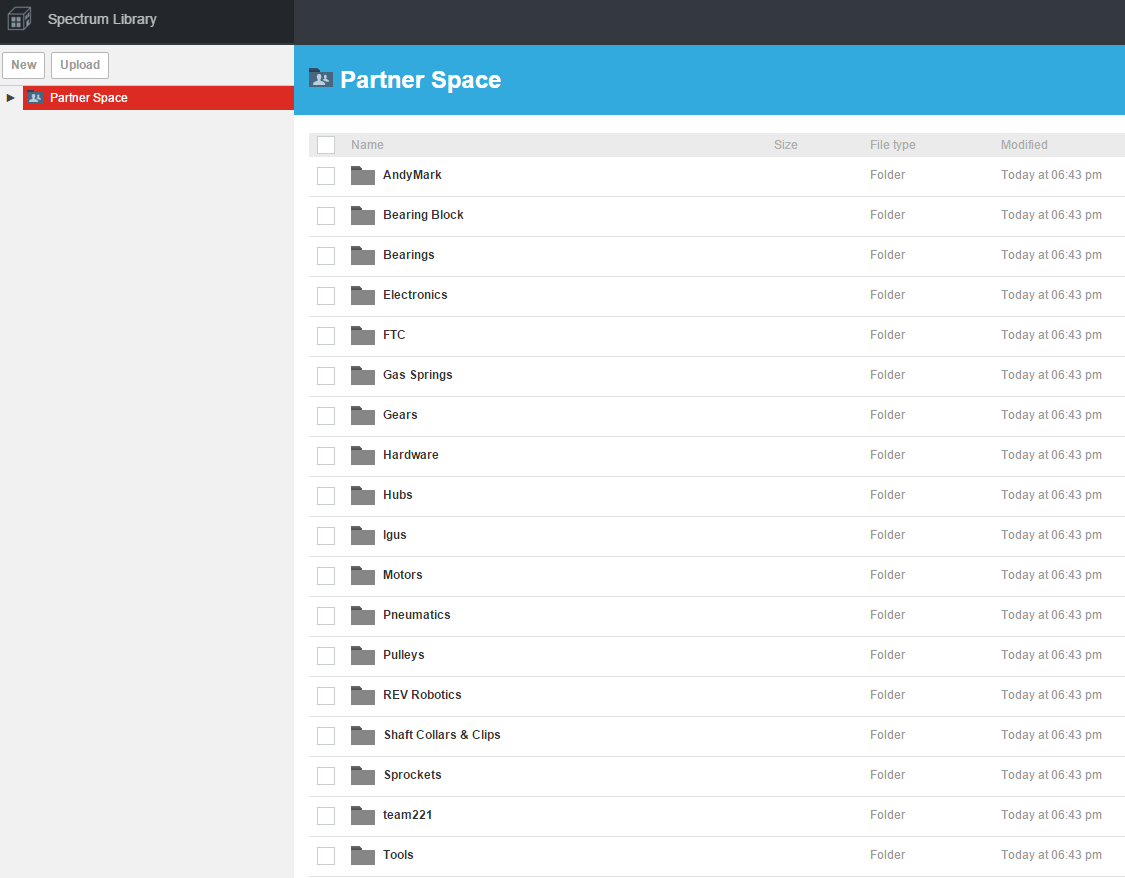 Spectrum Library
New Upload
Partner Space
Partner Space
Name Size File type Modified
AndyMark Folder Today at 06:43 pm
Bearing Block Folder Today at 06:43 pm
Bearings Folder Today at 06:43 pm
Electronics Folder Today at 06:43 pm
FTC Folder Today at 06:43 pm
Gas Springs Folder Today at 06:43 pm
Gears Folder Today at 06:43 pm
Hardware Folder Today at 06:43 pm
Hubs Folder Today at 06:43 pm
Igus Folder Today at 06:43 pm
Motors Folder Today at 06:43 pm
Pneumatics Folder Today at 06:43 pm
Pulleys Folder Today at 06:43 pm
REV Robotics Folder Today at 06:43 pm
Shaft Collars & Clips Folder Today at 06:43 pm
Sprockets Folder Today at 06:43 pm
team221 Folder Today at 06:43 pm
Tools Folder Today at 06:43 pm